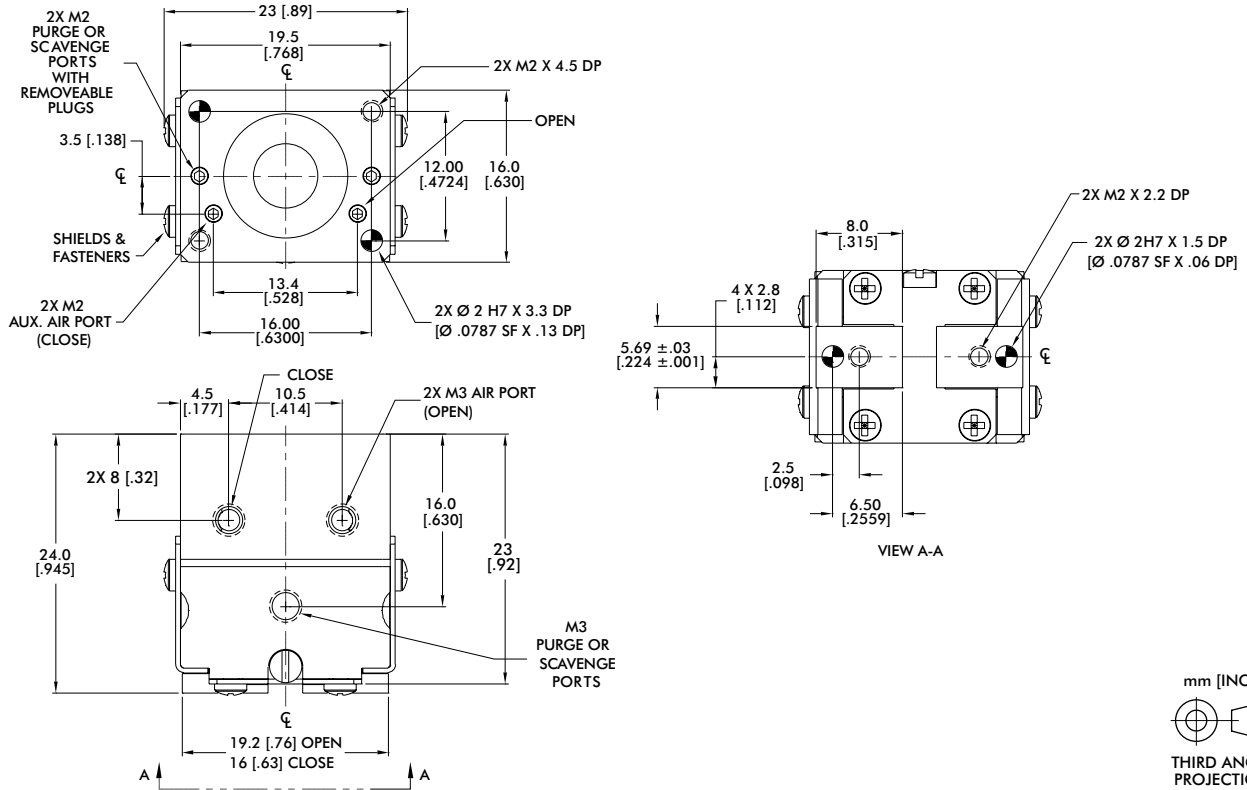 2X M2
PURGE OR
SCAVENGE
PORTS
WITH
REMOVEABLE
PLUGS
23 [.89]
19.5
[.768]
℄
2X M2 X 4.5 DP
OPEN
3.5 [.138]
℄
12.00
[.4724]
16.0
[.630]
SHIELDS &
FASTENERS
2X M2
AUX. AIR PORT
(CLOSE)
13.4
[.528]
16.00
[.6300]
2X Ø 2 H7 X 3.3 DP
[Ø .0787 SF X .13 DP]
CLOSE
4.5
[.177]
10.5
[.414]
2X M3 AIR PORT
(OPEN)
2X 8 [.32]
16.0
[.630]
24.0
[.945]
23
[.92]
M3
PURGE OR
SCAVENGE
PORTS
℄
19.2 [.76] OPEN
16 [.63] CLOSE
A
A
2X M2 X 2.2 DP
8.0
[.315]
2X Ø 2H7 X 1.5 DP
[Ø .0787 SF X .06 DP]
4 X 2.8
[.112]
5.69 ±.03
[.224 ±.001]
℄
2.5
[.098]
6.50
[.2559]
VIEW A-A
mm [INC
THIRD ANG
PROJECTIO